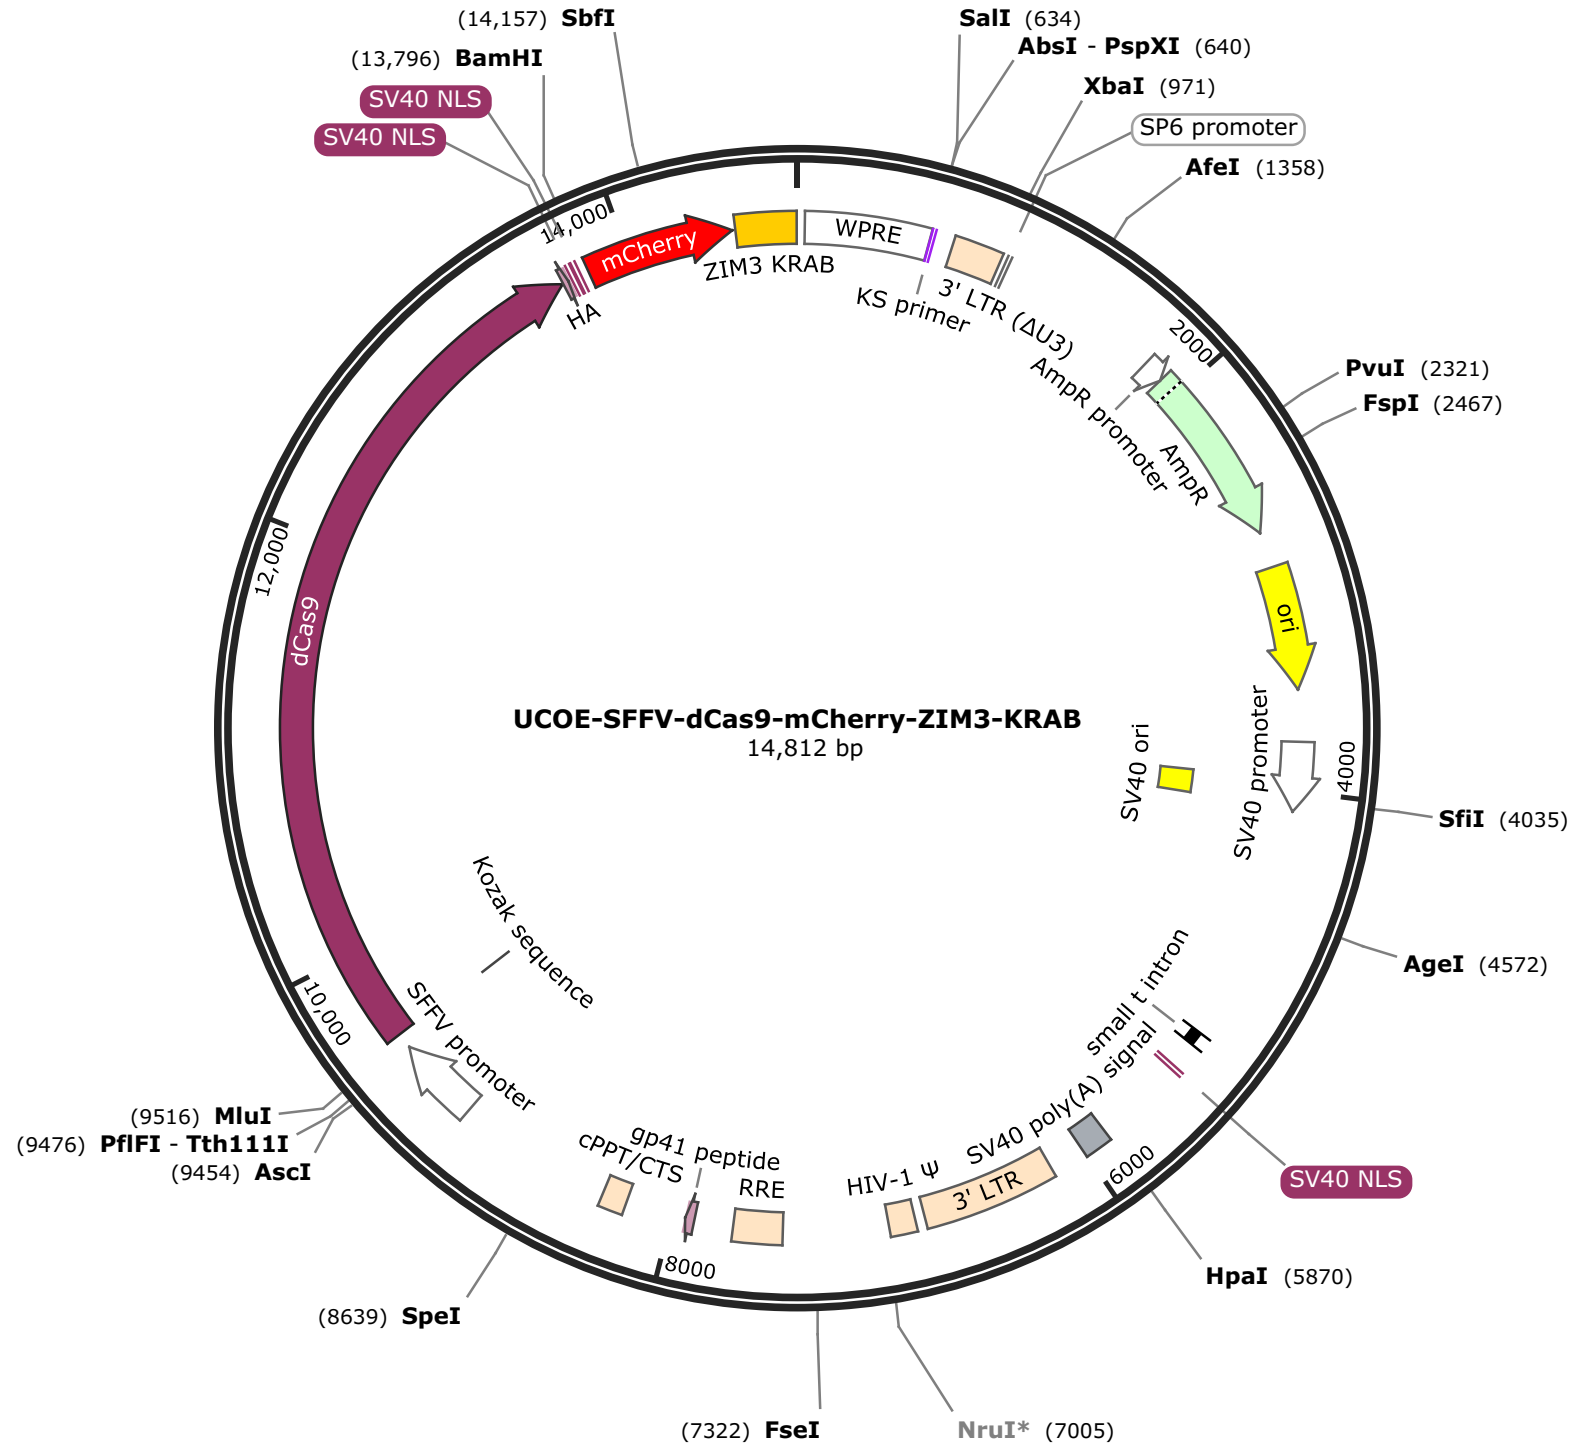 (14,157) SbfI
(13,796) BamHI
SV40 NLS
SV40 NLS
SalI (634)
AbsI - PspXI (640)
XbaI (971)
SP6 promoter
AfeI (1358)
14,000
mCherry
ZIM3 KRAB
WPRE
HA
KS primer
3' LTR (ΔU3)
2000
PvuI (2321)
FspI (2467)
AmpR promoter
AmpR
12,000
dCas9
ori
UCOE-SFFV-dCas9-mCherry-ZIM3-KRAB
14,812 bp
SV40 ori
SV40 promoter
4000
SfiI (4035)
Kozak sequence
AgeI (4572)
small t intron
10,000
SFFV promoter
SV40 poly(A) signal
(9516) MluI
(9476) PflFI - Tth111I
(9454) AscI
gp41 peptide
cPPT/CTS
RRE
HIV-1 Ψ
3' LTR
6000
SV40 NLS
8000
HpaI (5870)
(8639) SpeI
(7322) FseI
NruI* (7005)